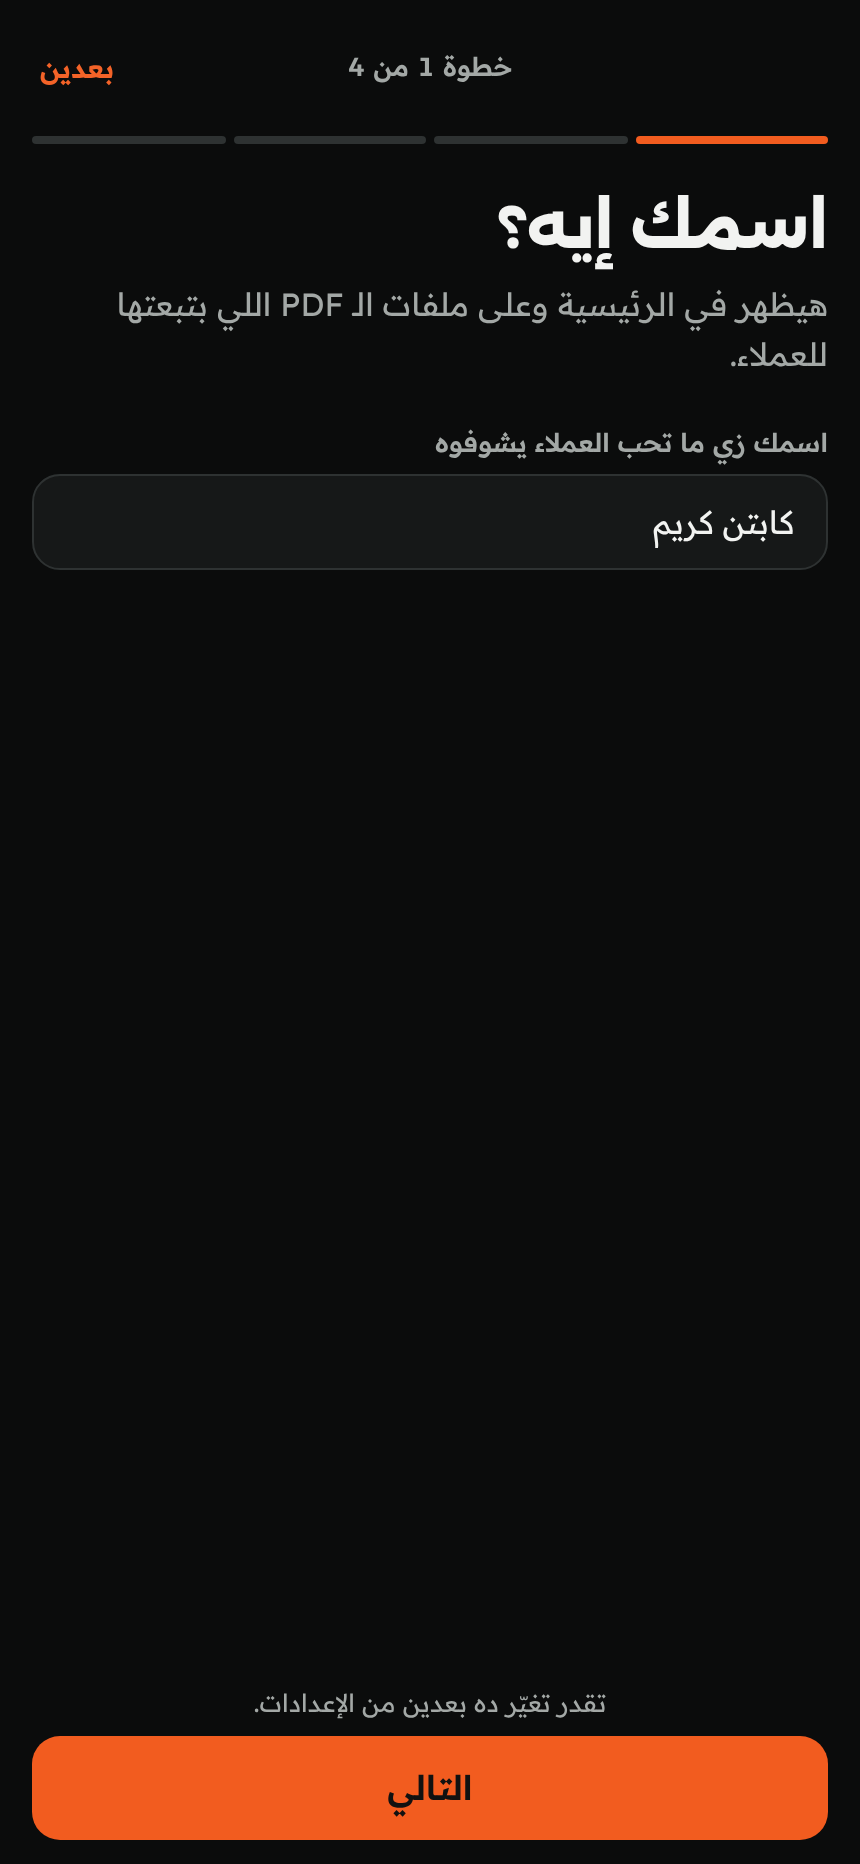 خطوة 1 من 4
بعدين
اسمك إيه؟
هيظهر في الرئيسية وعلى ملفات الـ PDF اللي بتبعتها
للعملاء.
اسمك زي ما تحب العملاء يشوفوه
كابتن كريم
تقدر تغيّر ده بعدين من الإعدادات.
التالي